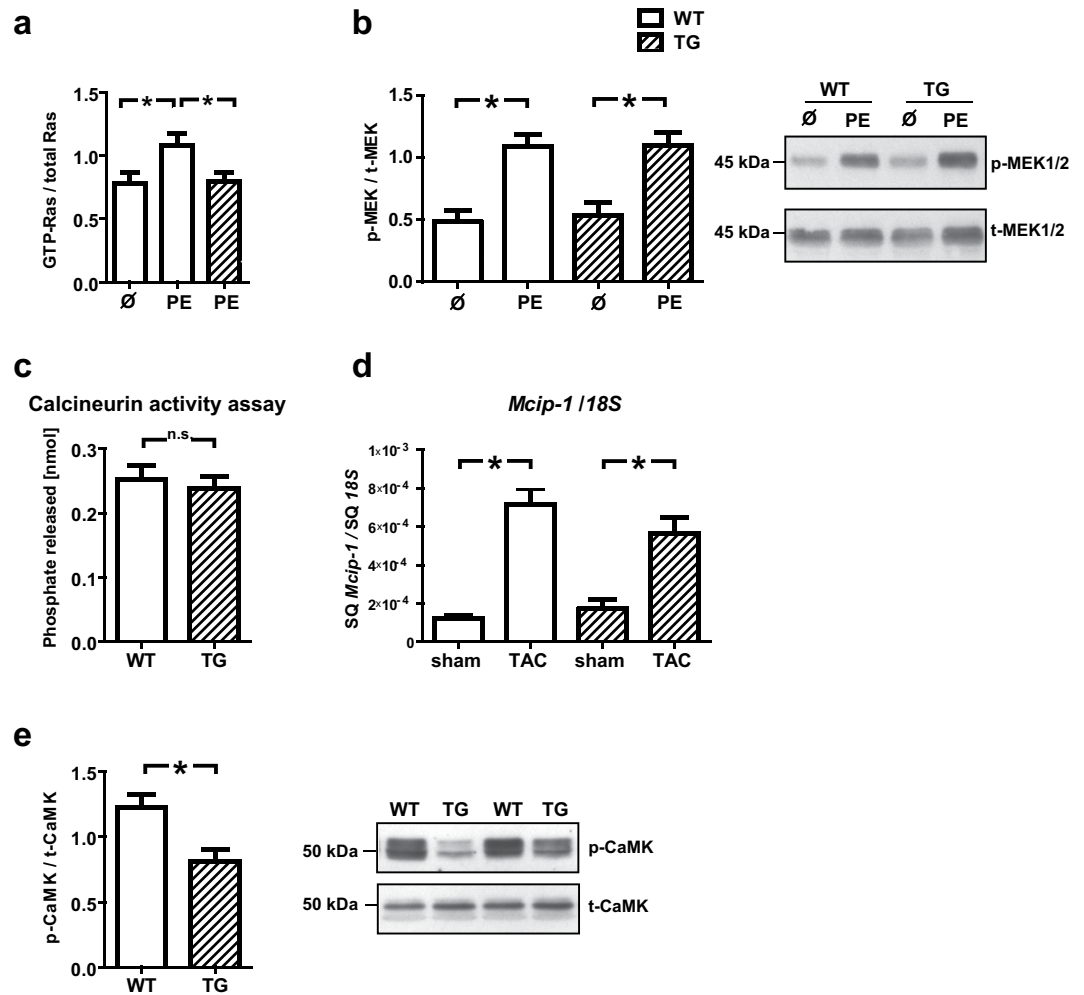 a
GTP-Ras / total Ras
1.5
1.0
0.5
0.0
* *
Ø PE PE
b
WT
TG
p-MEK / t-MEK
1.5
1.0
0.5
0.0
* *
Ø PE Ø PE
WT TG
Ø PE Ø PE
45 kDa p-MEK1/2
45 kDa t-MEK1/2
c
Calcineurin activity assay
Phosphate released [nmol]
0.3
0.2
0.1
0.0
n.s.
WT TG
d
Mcip-1 / 18S
SQ Mcip-1 / SQ 18S
1×10⁻³
8×10⁻⁴
6×10⁻⁴
4×10⁻⁴
2×10⁻⁴
0
* *
sham TAC sham TAC
e
p-CaMK / t-CaMK
1.5
1.0
0.5
0.0
*
WT TG
WT TG WT TG
50 kDa p-CaMK
50 kDa t-CaMK